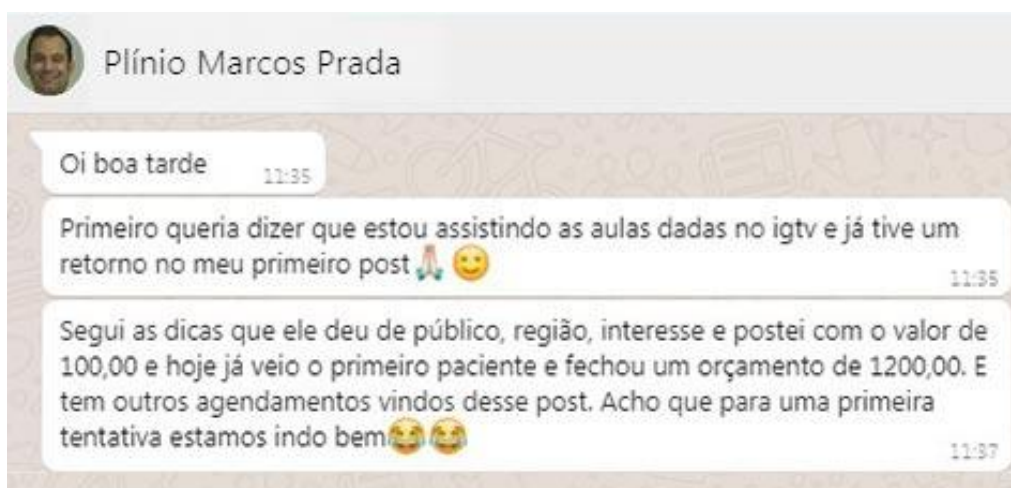 Plínio Marcos Prada
Oi boa tarde
11:35
Primeiro queria dizer que estou assistindo as aulas dadas no igtv e já tive um
retorno no meu primeiro post🙏🏻🙂
11:35
Segui as dicas que ele deu de público, região, interesse e postei com o valor de
100,00 e hoje já veio o primeiro paciente e fechou um orçamento de 1200,00. E
tem outros agendamentos vindos desse post. Acho que para uma primeira
tentativa estamos indo bem😂😂
11:37